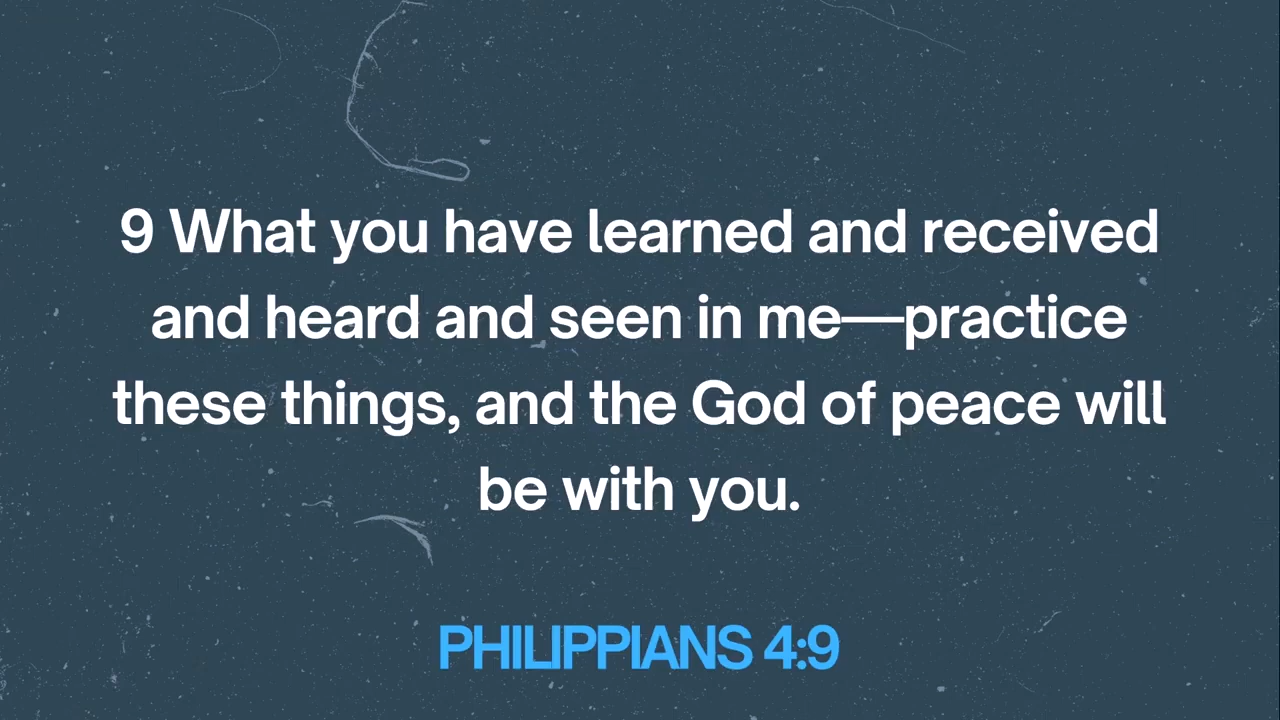 9 What you have learned and received
and heard and seen in me—practice
these things, and the God of peace will
be with you.
PHILIPPIANS 4:9